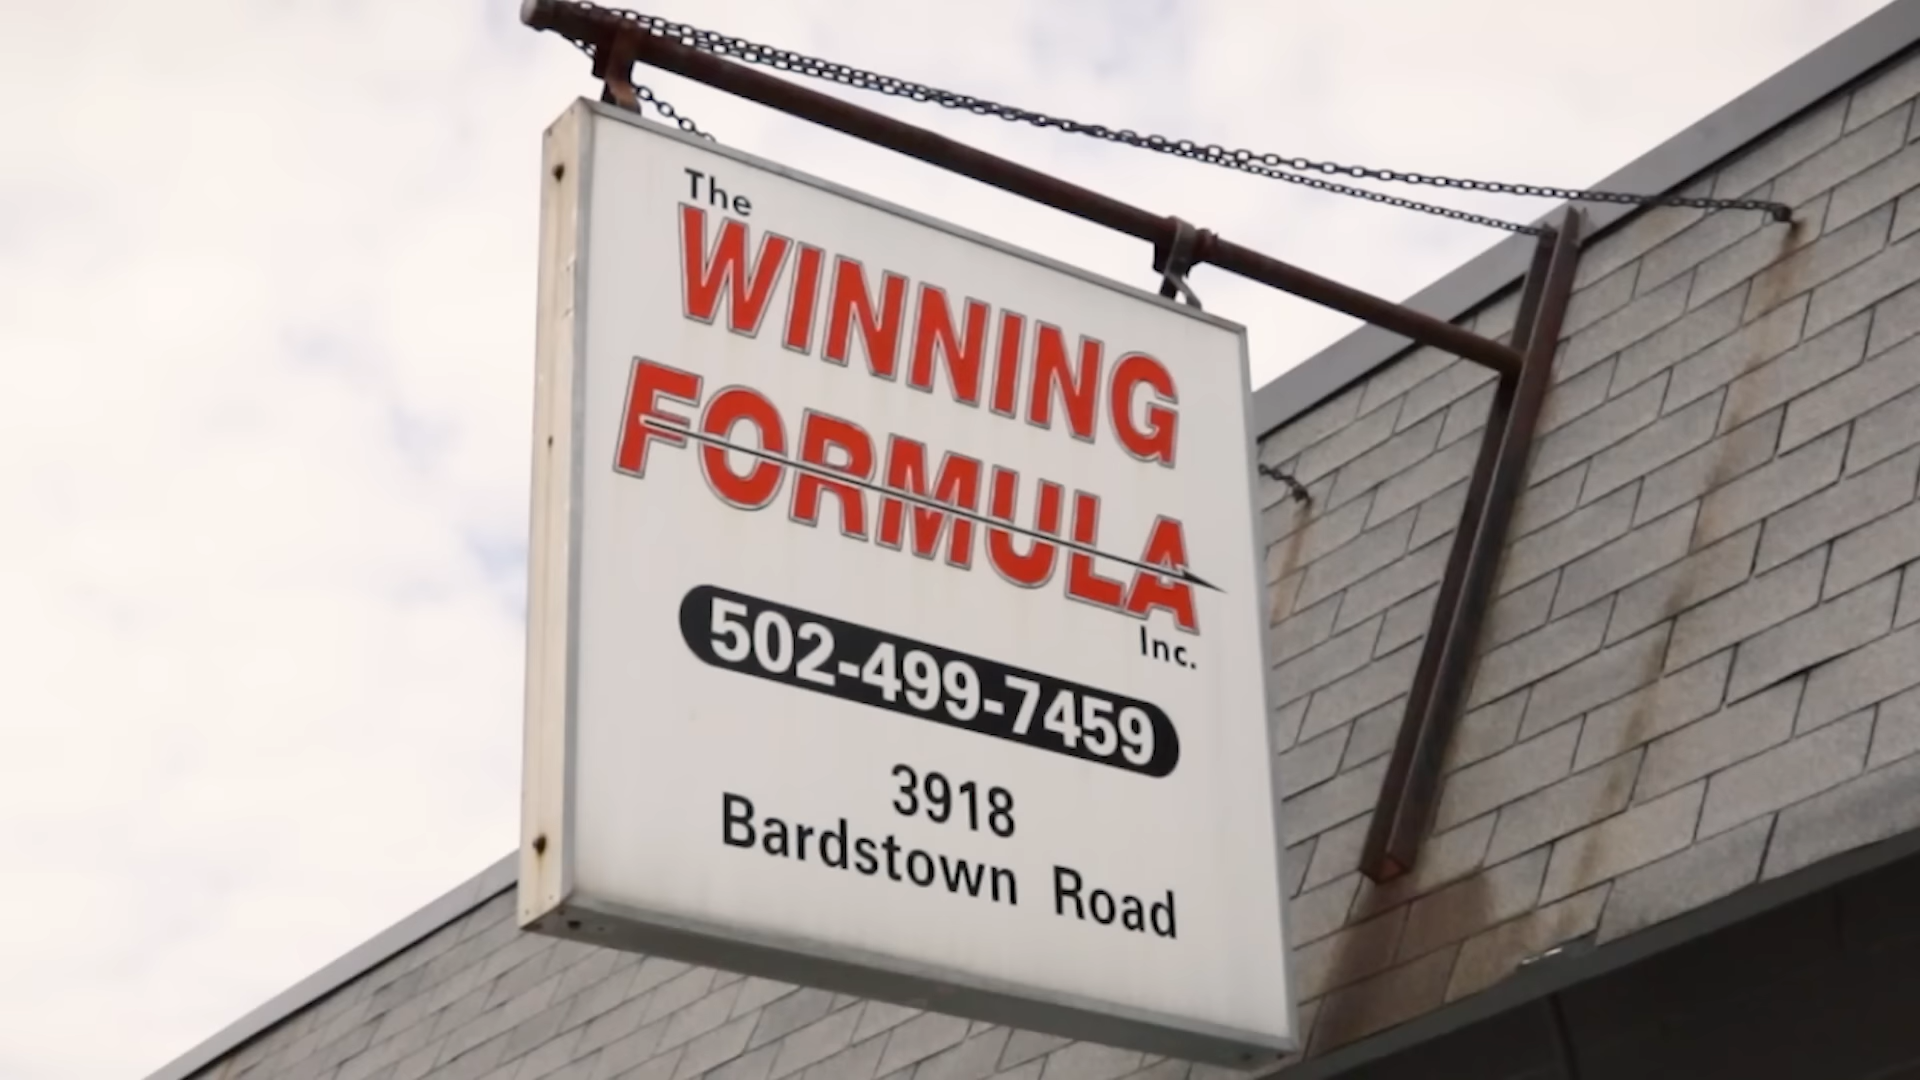 The
WINNING
FORMULA
Inc.
502-499-7459
3918
Bardstown Road